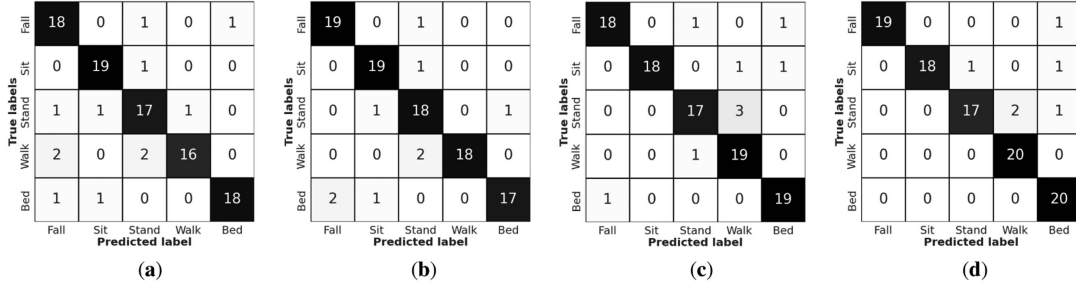 True labels
Fall 18 0 1 0 1
Sit 0 19 1 0 0
Stand 1 1 17 1 0
Walk 2 0 2 16 0
Bed 1 1 0 0 18
Fall Sit Stand Walk Bed
Predicted label
(a)
True labels
Fall 19 0 1 0 0
Sit 0 19 1 0 0
Stand 0 1 18 0 1
Walk 0 0 2 18 0
Bed 2 1 0 0 17
Fall Sit Stand Walk Bed
Predicted label
(b)
True labels
Fall 18 0 1 0 1
Sit 0 18 0 1 1
Stand 0 0 17 3 0
Walk 0 0 1 19 0
Bed 1 0 0 0 19
Fall Sit Stand Walk Bed
Predicted label
(c)
True labels
Fall 19 0 0 0 1
Sit 0 18 1 0 1
Stand 0 0 17 2 1
Walk 0 0 0 20 0
Bed 0 0 0 0 20
Fall Sit Stand Walk Bed
Predicted label
(d)